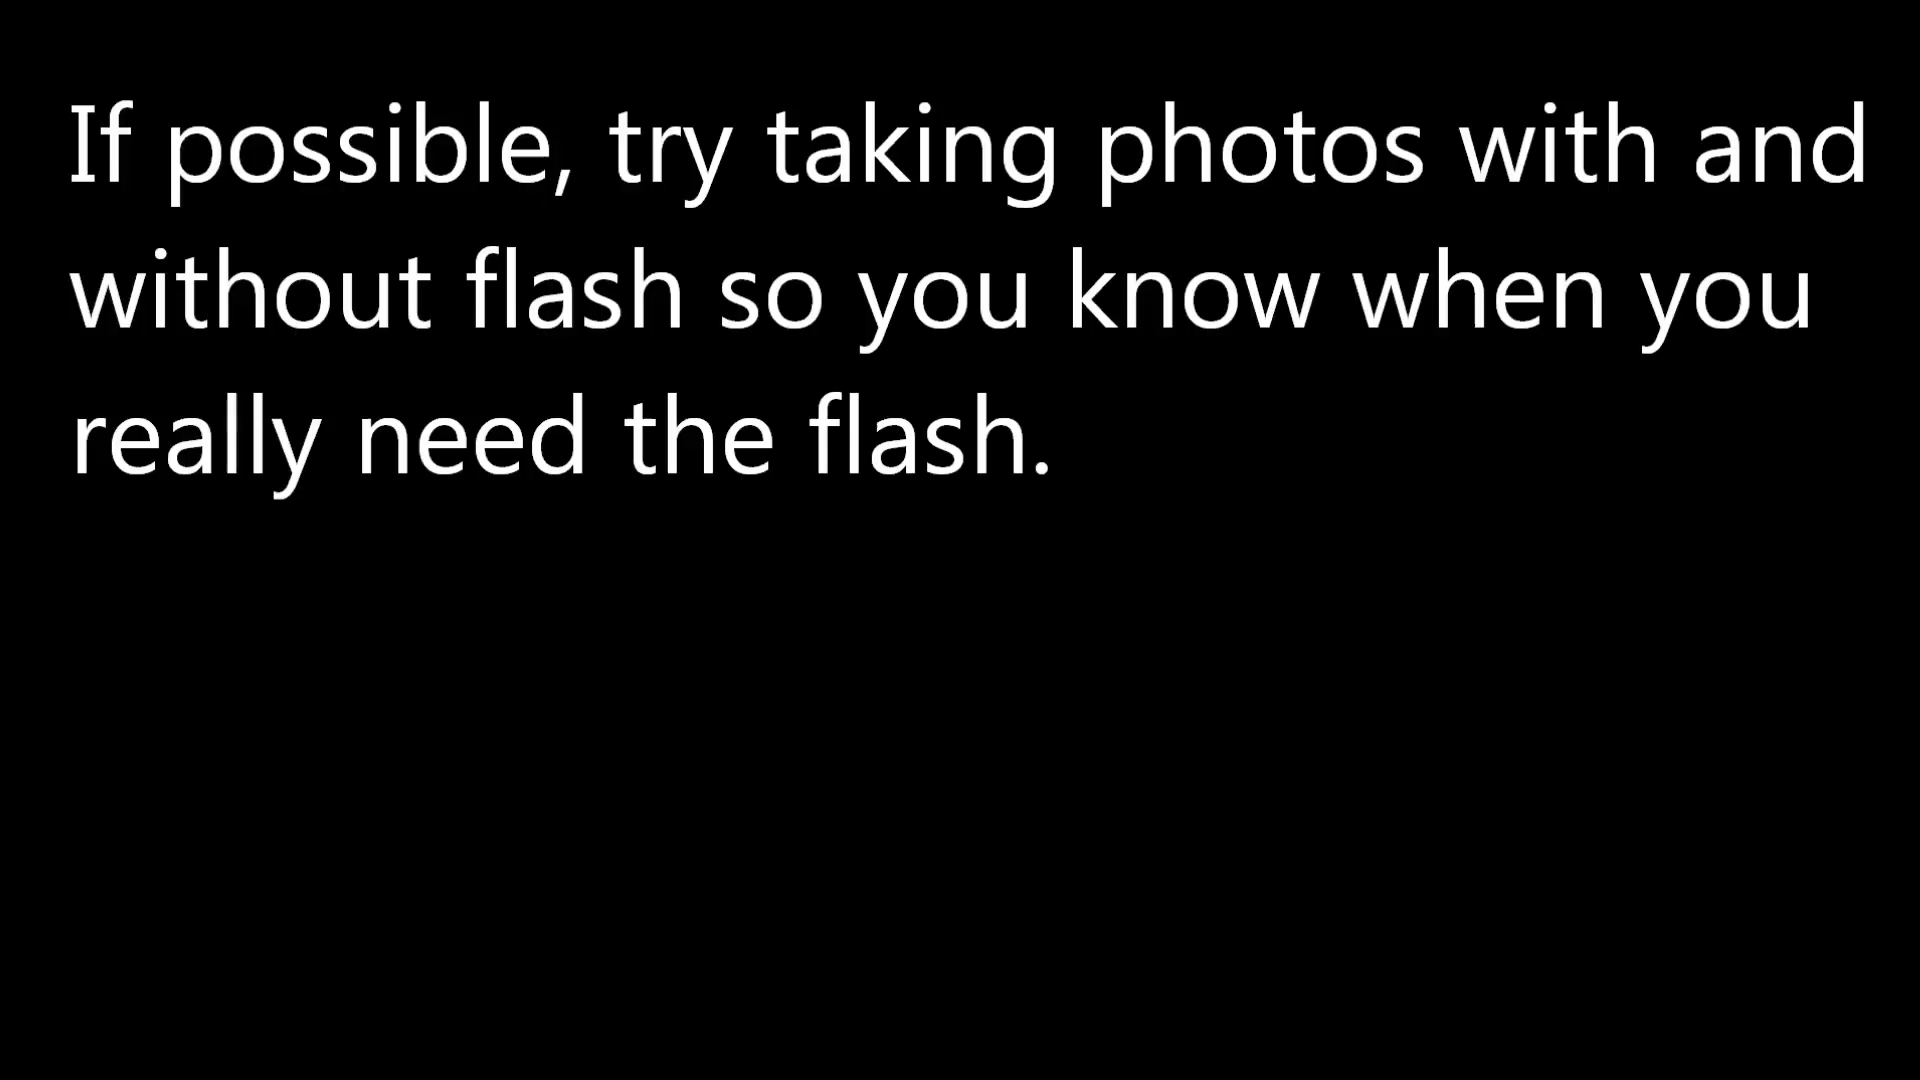 If possible, try taking photos with and
without flash so you know when you
really need the flash.